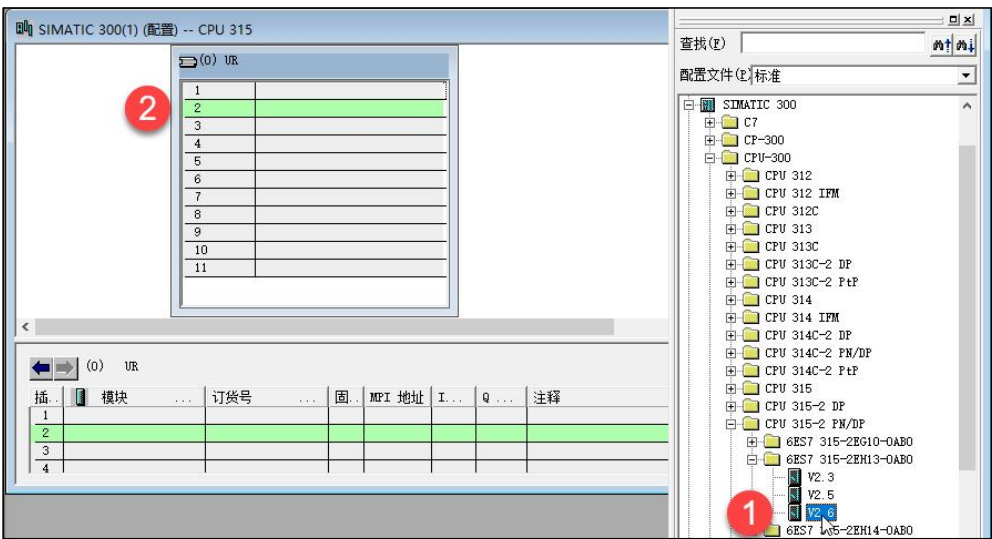 SIMATIC 300(1) (配置) -- CPU 315
(0) UR
1
2
3
4
5
6
7
8
9
10
11
2
(0) UR
插.. 模块 ... 订货号 ... 固.. MPI 地址 I... Q ... 注释
1
2
3
4
查找(F)
配置文件(P) 标准
SIMATIC 300
C7
CP-300
CPU-300
CPU 312
CPU 312 IFM
CPU 312C
CPU 313
CPU 313C
CPU 313C-2 DP
CPU 313C-2 PtP
CPU 314
CPU 314 IFM
CPU 314C-2 DP
CPU 314C-2 PN/DP
CPU 314C-2 PtP
CPU 315
CPU 315-2 DP
CPU 315-2 PN/DP
6ES7 315-2EG10-0AB0
6ES7 315-2EH13-0AB0
V2.3
V2.5
V2.6
1
6ES7 315-2EH14-0AB0